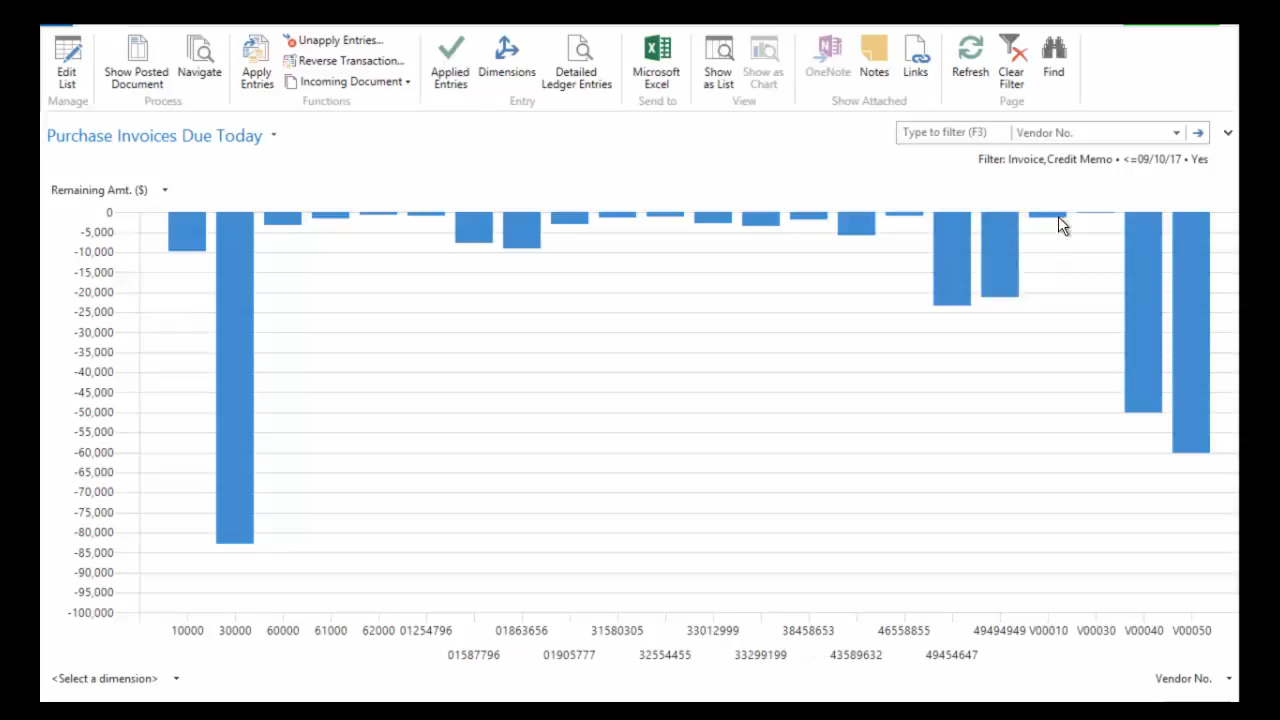 Edit List
Manage
Show Posted Document
Navigate
Process
Apply Entries
Unapply Entries...
Reverse Transaction...
Incoming Document
Functions
Applied Entries
Dimensions
Detailed Ledger Entries
Entry
Microsoft Excel
Send to
Show as List
Show as Chart
View
OneNote
Notes
Links
Show Attached
Refresh
Clear Filter
Find
Page
Purchase Invoices Due Today
Type to filter (F3)
Vendor No.
Filter: Invoice,Credit Memo • <=09/10/17 • Yes
Remaining Amt. ($)
0
-5,000
-10,000
-15,000
-20,000
-25,000
-30,000
-35,000
-40,000
-45,000
-50,000
-55,000
-60,000
-65,000
-70,000
-75,000
-80,000
-85,000
-90,000
-95,000
-100,000
10000 30000 60000 61000 62000 01254796 01863656 31580305 33012999 38458653 46558855 49494949 V00010 V00030 V00040 V00050
01587796 01905777 32554455 33299199 43589632 49454647
<Select a dimension>
Vendor No.